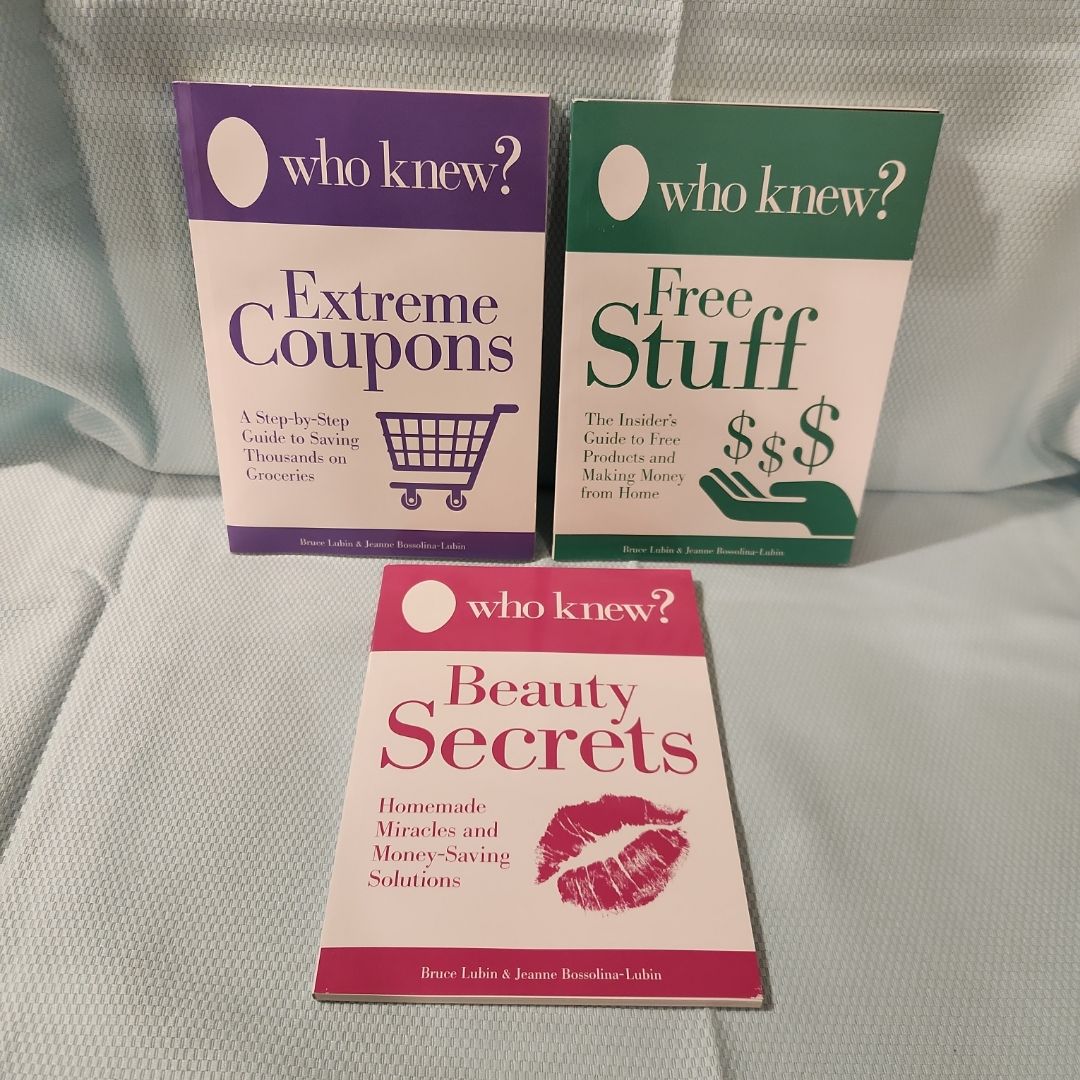 who knew?
Extreme
Coupons
A Step-by-Step
Guide to Saving
Thousands on
Groceries
Bruce Lubin & Jeanne Bossolina-Lubin
who knew?
Free
Stuff
The Insider's
Guide to Free
Products and
Making Money
from Home
$ $ $
Bruce Lubin & Jeanne Bossolina-Lubin
who knew?
Beauty
Secrets
Homemade
Miracles and
Money-Saving
Solutions
Bruce Lubin & Jeanne Bossolina-Lubin